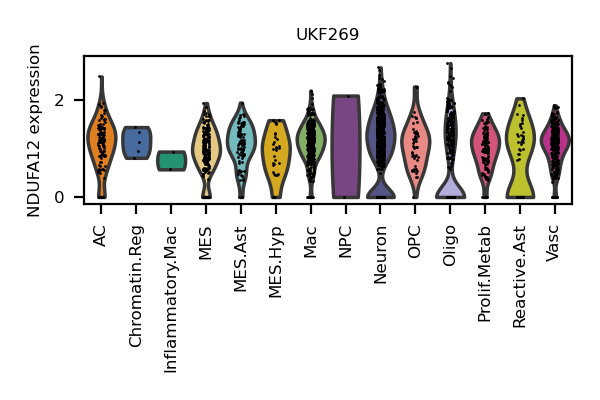 UKF269
NDUFA12 expression
2
0
AC
Chromatin.Reg
Inflammatory.Mac
MES
MES.Ast
MES.Hyp
Mac
NPC
Neuron
OPC
Oligo
Prolif.Metab
Reactive.Ast
Vasc